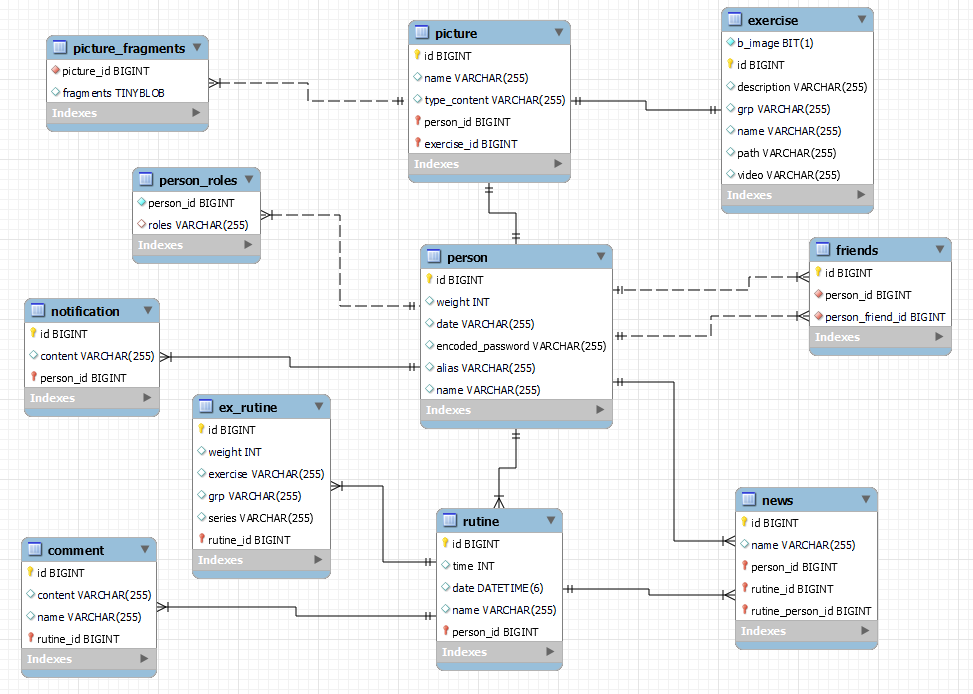 picture_fragments
picture_id BIGINT
fragments TINYBLOB
Indexes
picture
id BIGINT
name VARCHAR(255)
type_content VARCHAR(255)
person_id BIGINT
exercise_id BIGINT
Indexes
exercise
b_image BIT(1)
id BIGINT
description VARCHAR(255)
grp VARCHAR(255)
name VARCHAR(255)
path VARCHAR(255)
video VARCHAR(255)
Indexes
person_roles
person_id BIGINT
roles VARCHAR(255)
Indexes
person
id BIGINT
weight INT
date VARCHAR(255)
encoded_password VARCHAR(255)
alias VARCHAR(255)
name VARCHAR(255)
Indexes
friends
id BIGINT
person_id BIGINT
person_friend_id BIGINT
Indexes
notification
id BIGINT
content VARCHAR(255)
person_id BIGINT
Indexes
ex_rutine
id BIGINT
weight INT
exercise VARCHAR(255)
grp VARCHAR(255)
series VARCHAR(255)
rutine_id BIGINT
Indexes
comment
id BIGINT
content VARCHAR(255)
name VARCHAR(255)
rutine_id BIGINT
Indexes
rutine
id BIGINT
time INT
date DATETIME(6)
name VARCHAR(255)
person_id BIGINT
Indexes
news
id BIGINT
name VARCHAR(255)
person_id BIGINT
rutine_id BIGINT
rutine_person_id BIGINT
Indexes